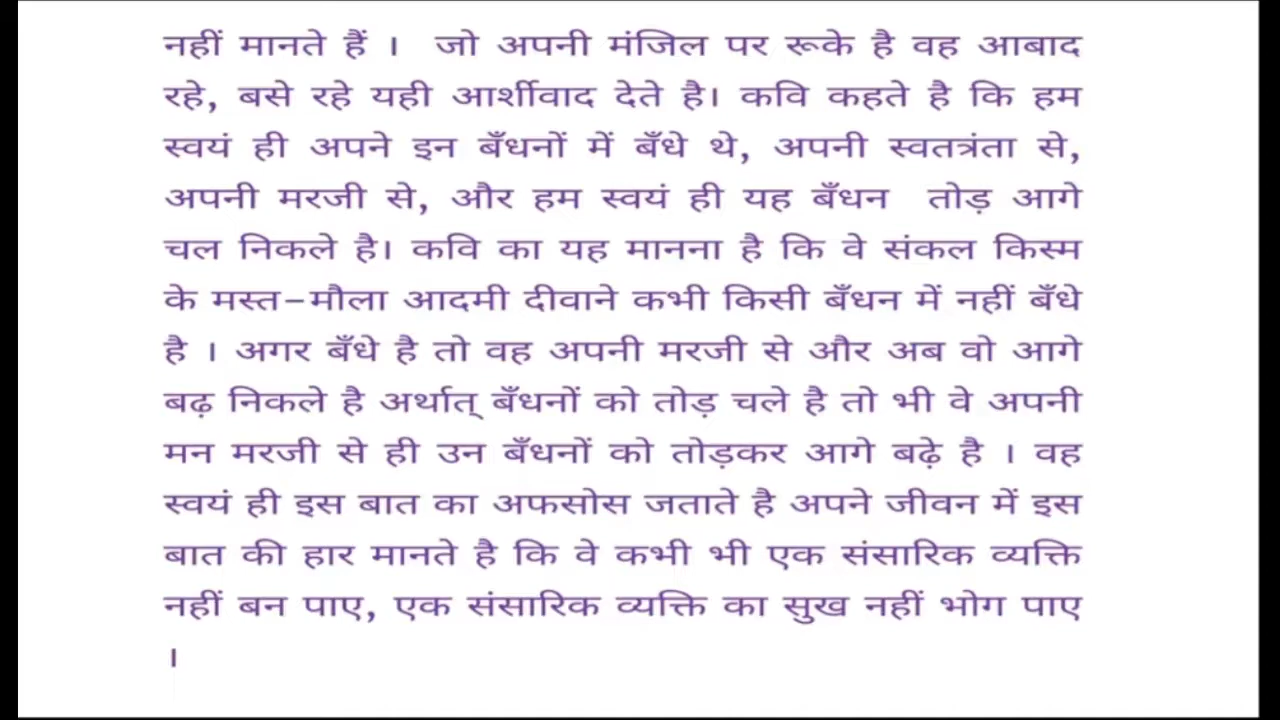 नहीं मानते हैं ।  जो अपनी मंजिल पर रूके है वह आबाद
रहे, बसे रहे यही आर्शीवाद देते है। कवि कहते है कि हम
स्वयं ही अपने इन बँधनों में बँधे थे, अपनी स्वतत्रंता से,
अपनी मरजी से, और हम स्वयं ही यह बँधन  तोड़ आगे
चल निकले है। कवि का यह मानना है कि वे संकल किस्म
के मस्त–मौला आदमी दीवाने कभी किसी बँधन में नहीं बँधे
है । अगर बँधे है तो वह अपनी मरजी से और अब वो आगे
बढ़ निकले है अर्थात् बँधनों को तोड़ चले है तो भी वे अपनी
मन मरजी से ही उन बँधनों को तोड़कर आगे बढ़े है । वह
स्वयं ही इस बात का अफसोस जताते है अपने जीवन में इस
बात की हार मानते है कि वे कभी भी एक संसारिक व्यक्ति
नहीं बन पाए, एक संसारिक व्यक्ति का सुख नहीं भोग पाए
।